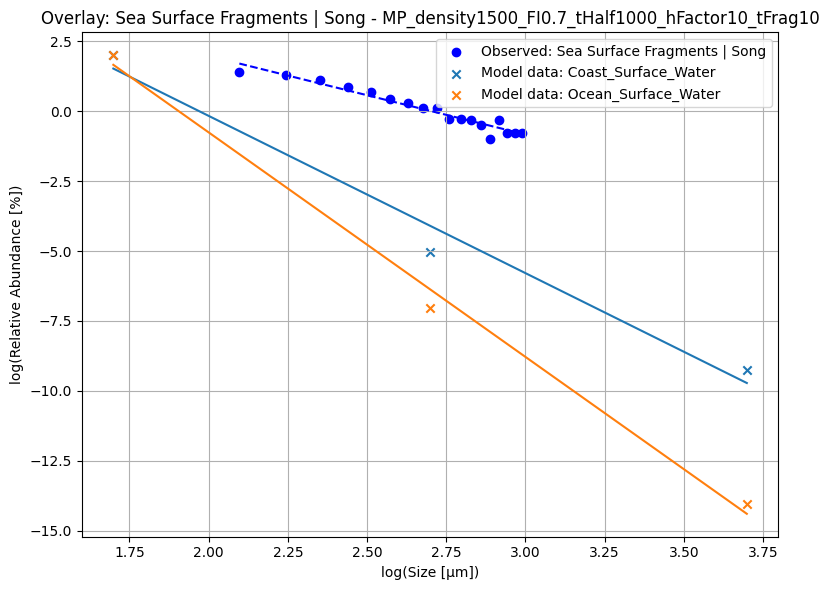 Overlay: Sea Surface Fragments | Song - MP_density1500_FI0.7_tHalf1000_hFactor10_tFrag10
Observed: Sea Surface Fragments | Song
Model data: Coast_Surface_Water
Model data: Ocean_Surface_Water
log(Relative Abundance [%])
2.5
0.0
−2.5
−5.0
−7.5
−10.0
−12.5
−15.0
1.75 2.00 2.25 2.50 2.75 3.00 3.25 3.50 3.75
log(Size [μm])